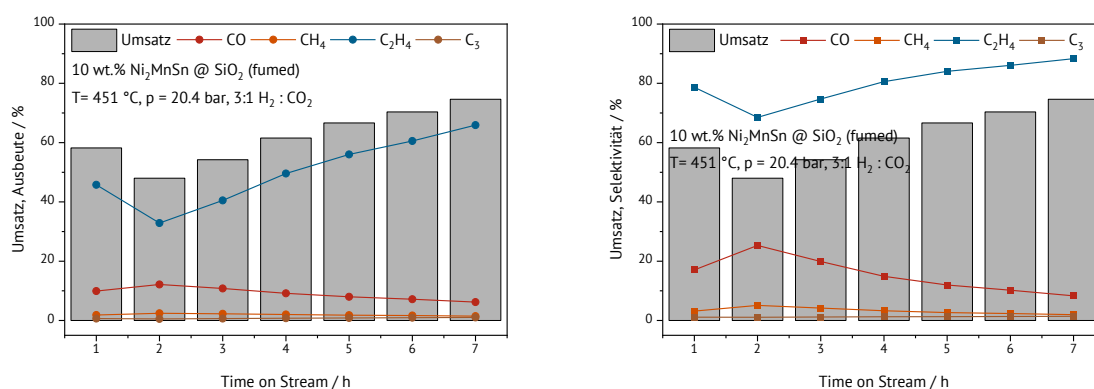 100
80
60
40
20
0
Umsatz, Ausbeute / %
Umsatz CO CH₄ C₂H₄ C₃
10 wt.% Ni₂MnSn @ SiO₂ (fumed)
T= 451 °C, p = 20.4 bar, 3:1 H₂ : CO₂
1 2 3 4 5 6 7
Time on Stream / h
100
80
60
40
20
0
Umsatz, Selektivität / %
Umsatz CO CH₄ C₂H₄ C₃
10 wt.% Ni₂MnSn @ SiO₂ (fumed)
T= 451 °C, p = 20.4 bar, 3:1 H₂ : CO₂
1 2 3 4 5 6 7
Time on Stream / h